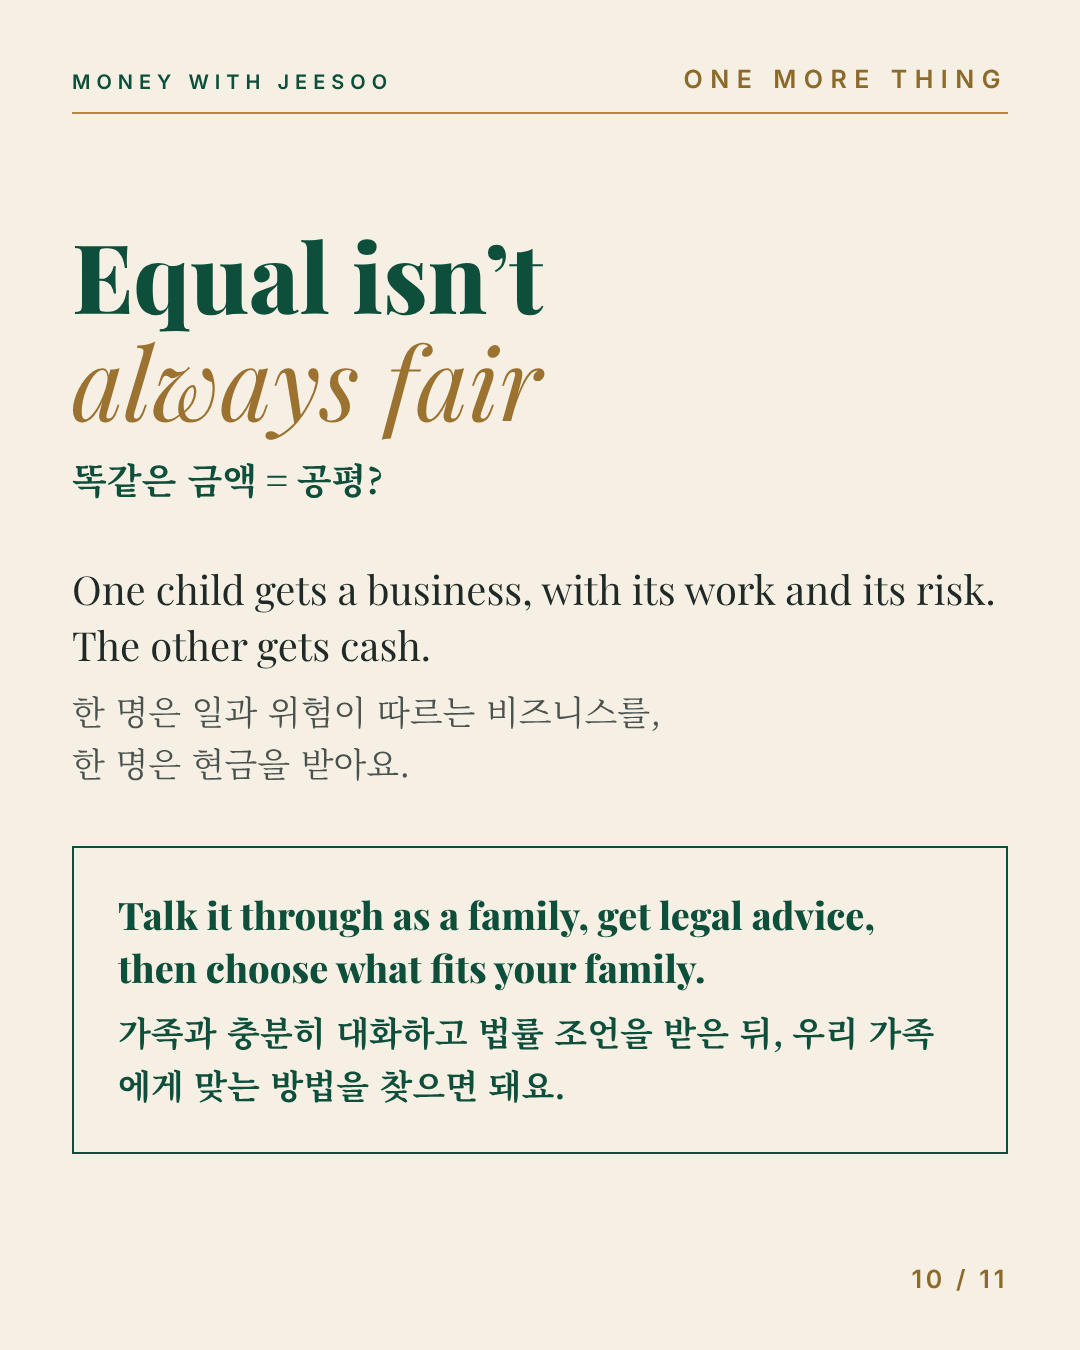 MONEY WITH JEESOO
ONE MORE THING
Equal isn’t
always fair
똑같은 금액 = 공평?
One child gets a business, with its work and its risk.
The other gets cash.
한 명은 일과 위험이 따르는 비즈니스를,
한 명은 현금을 받아요.
Talk it through as a family, get legal advice,
then choose what fits your family.
가족과 충분히 대화하고 법률 조언을 받은 뒤, 우리 가족
에게 맞는 방법을 찾으면 돼요.
10 / 11